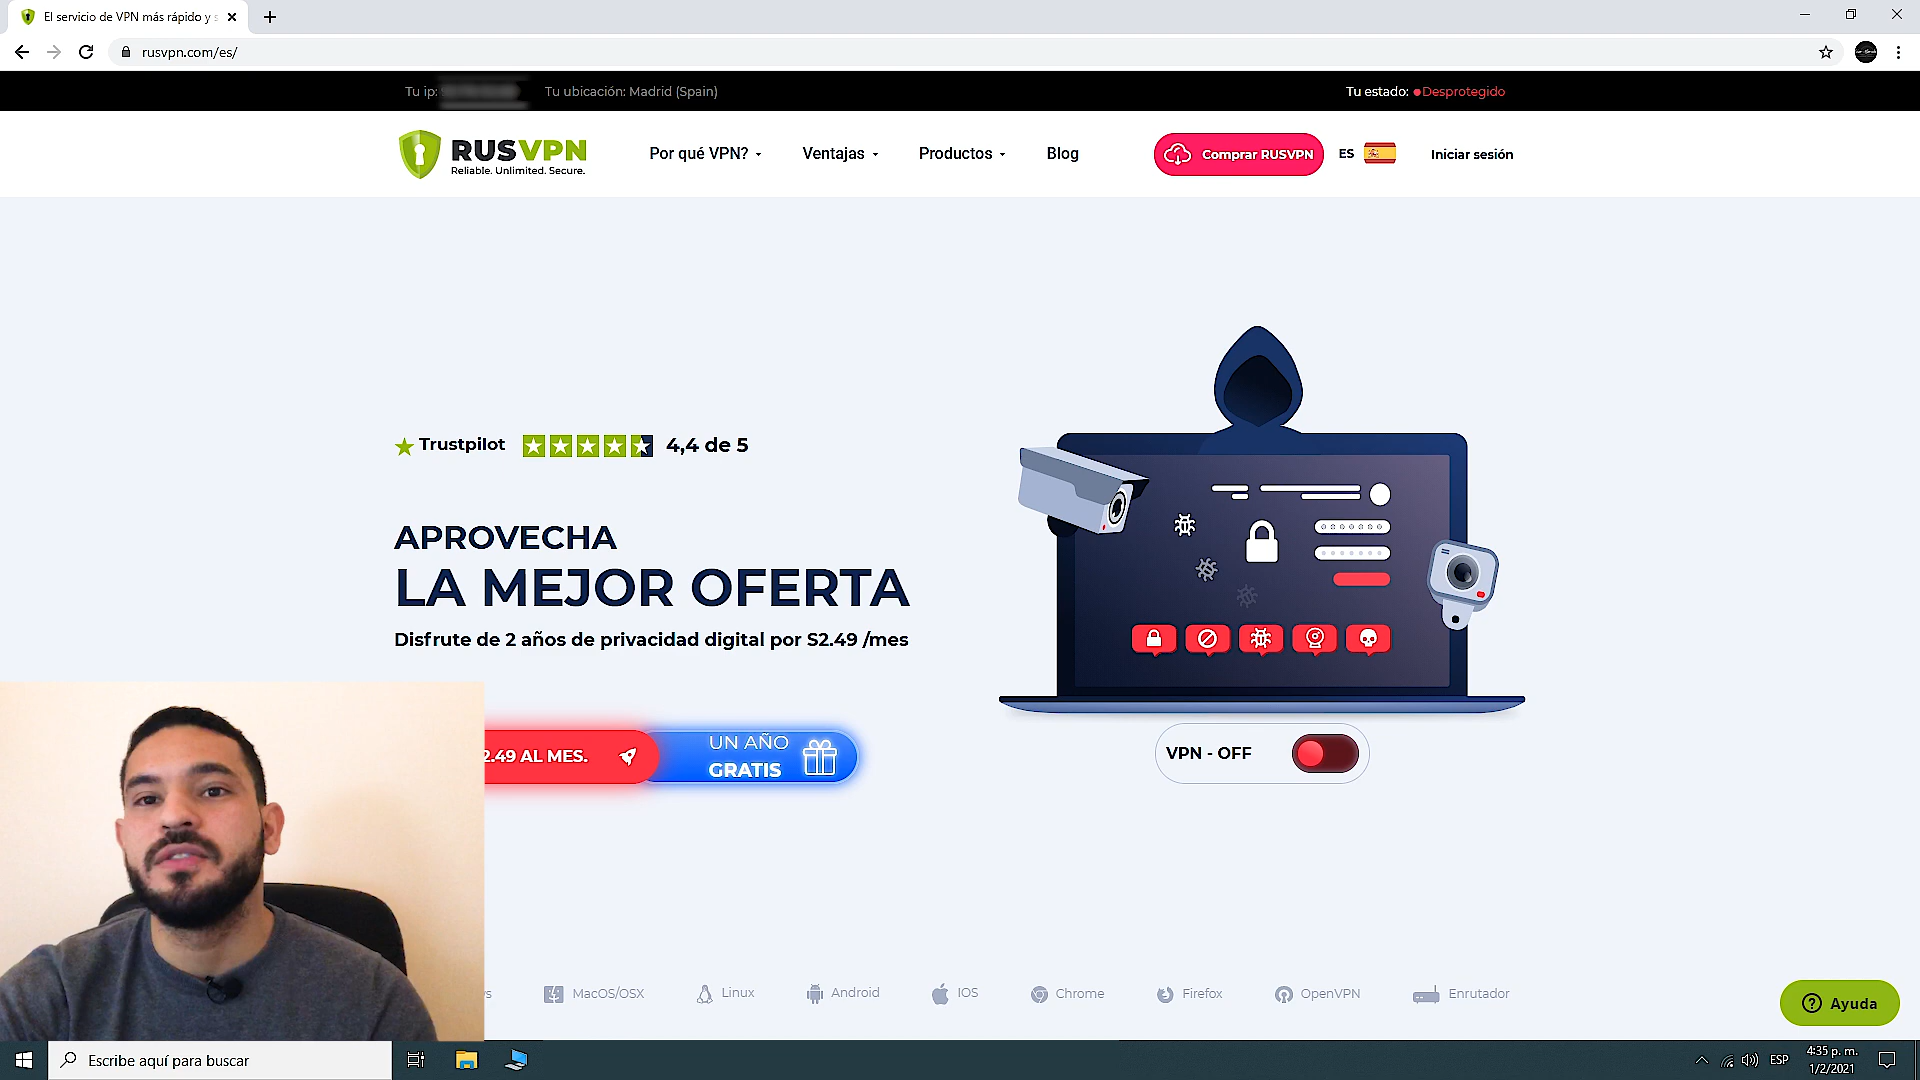 El servicio de VPN más rápido y s
rusvpn.com/es/
Tu ip:
Tu ubicación: Madrid (Spain)
Tu estado: Desprotegido
RUSVPN
Reliable. Unlimited. Secure.
Por qué VPN?
Ventajas
Productos
Blog
Comprar RUSVPN
ES
Iniciar sesión
Trustpilot
4,4 de 5
APROVECHA
LA MEJOR OFERTA
Disfrute de 2 años de privacidad digital por S2.49 /mes
2.49 AL MES.
UN AÑO
GRATIS
VPN - OFF
MacOS/OSX
Linux
Android
IOS
Chrome
Firefox
OpenVPN
Enrutador
Ayuda
Escribe aquí para buscar
ESP
4:35 p. m.
1/2/2021